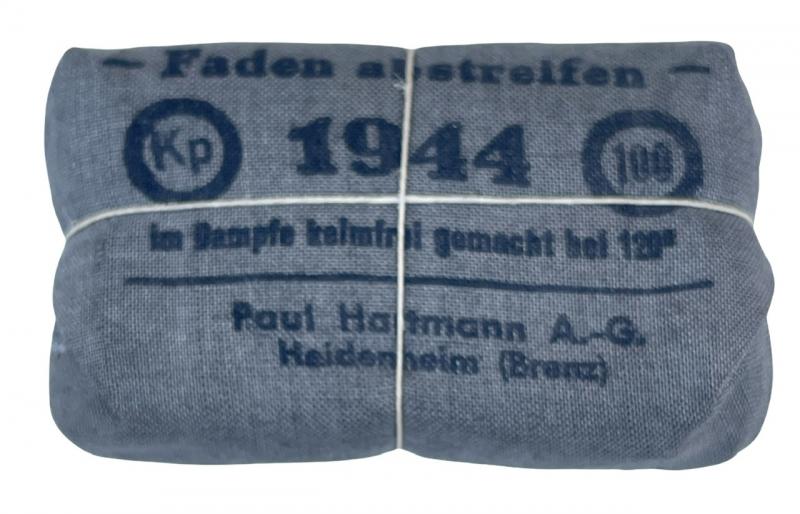 – Faden abstreifen –
Kp 1944 100
Im Dampfe keimfrei gemacht bei 120°
Paul Hartmann A.-G.
Heidenheim (Brenz)